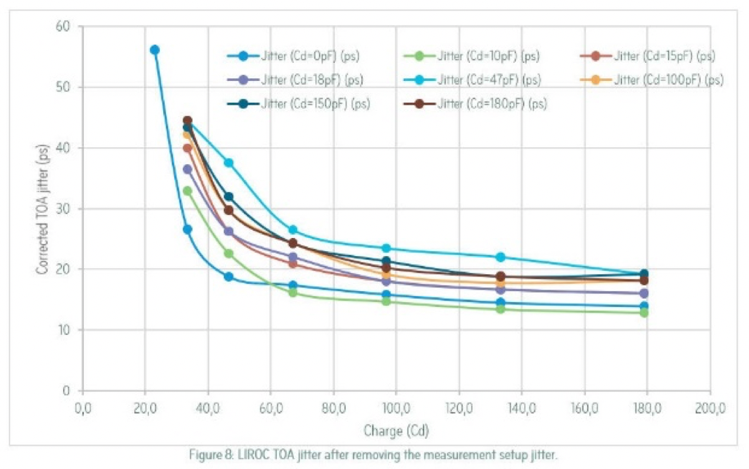 60
50
40
30
20
10
0
Corrected TOA jitter (ps)
Jitter (Cd=0pF) (ps) Jitter (Cd=10pF) (ps) Jitter (Cd=15pF) (ps)
Jitter (Cd=18pF) (ps) Jitter (Cd=47pF) (ps) Jitter (Cd=100pF) (ps)
Jitter (Cd=150pF) (ps) Jitter (Cd=180pF) (ps)
0,0 20,0 40,0 60,0 80,0 100,0 120,0 140,0 160,0 180,0 200,0
Charge (Cd)
Figure 8: LIROC TOA jitter after removing the measurement setup jitter.